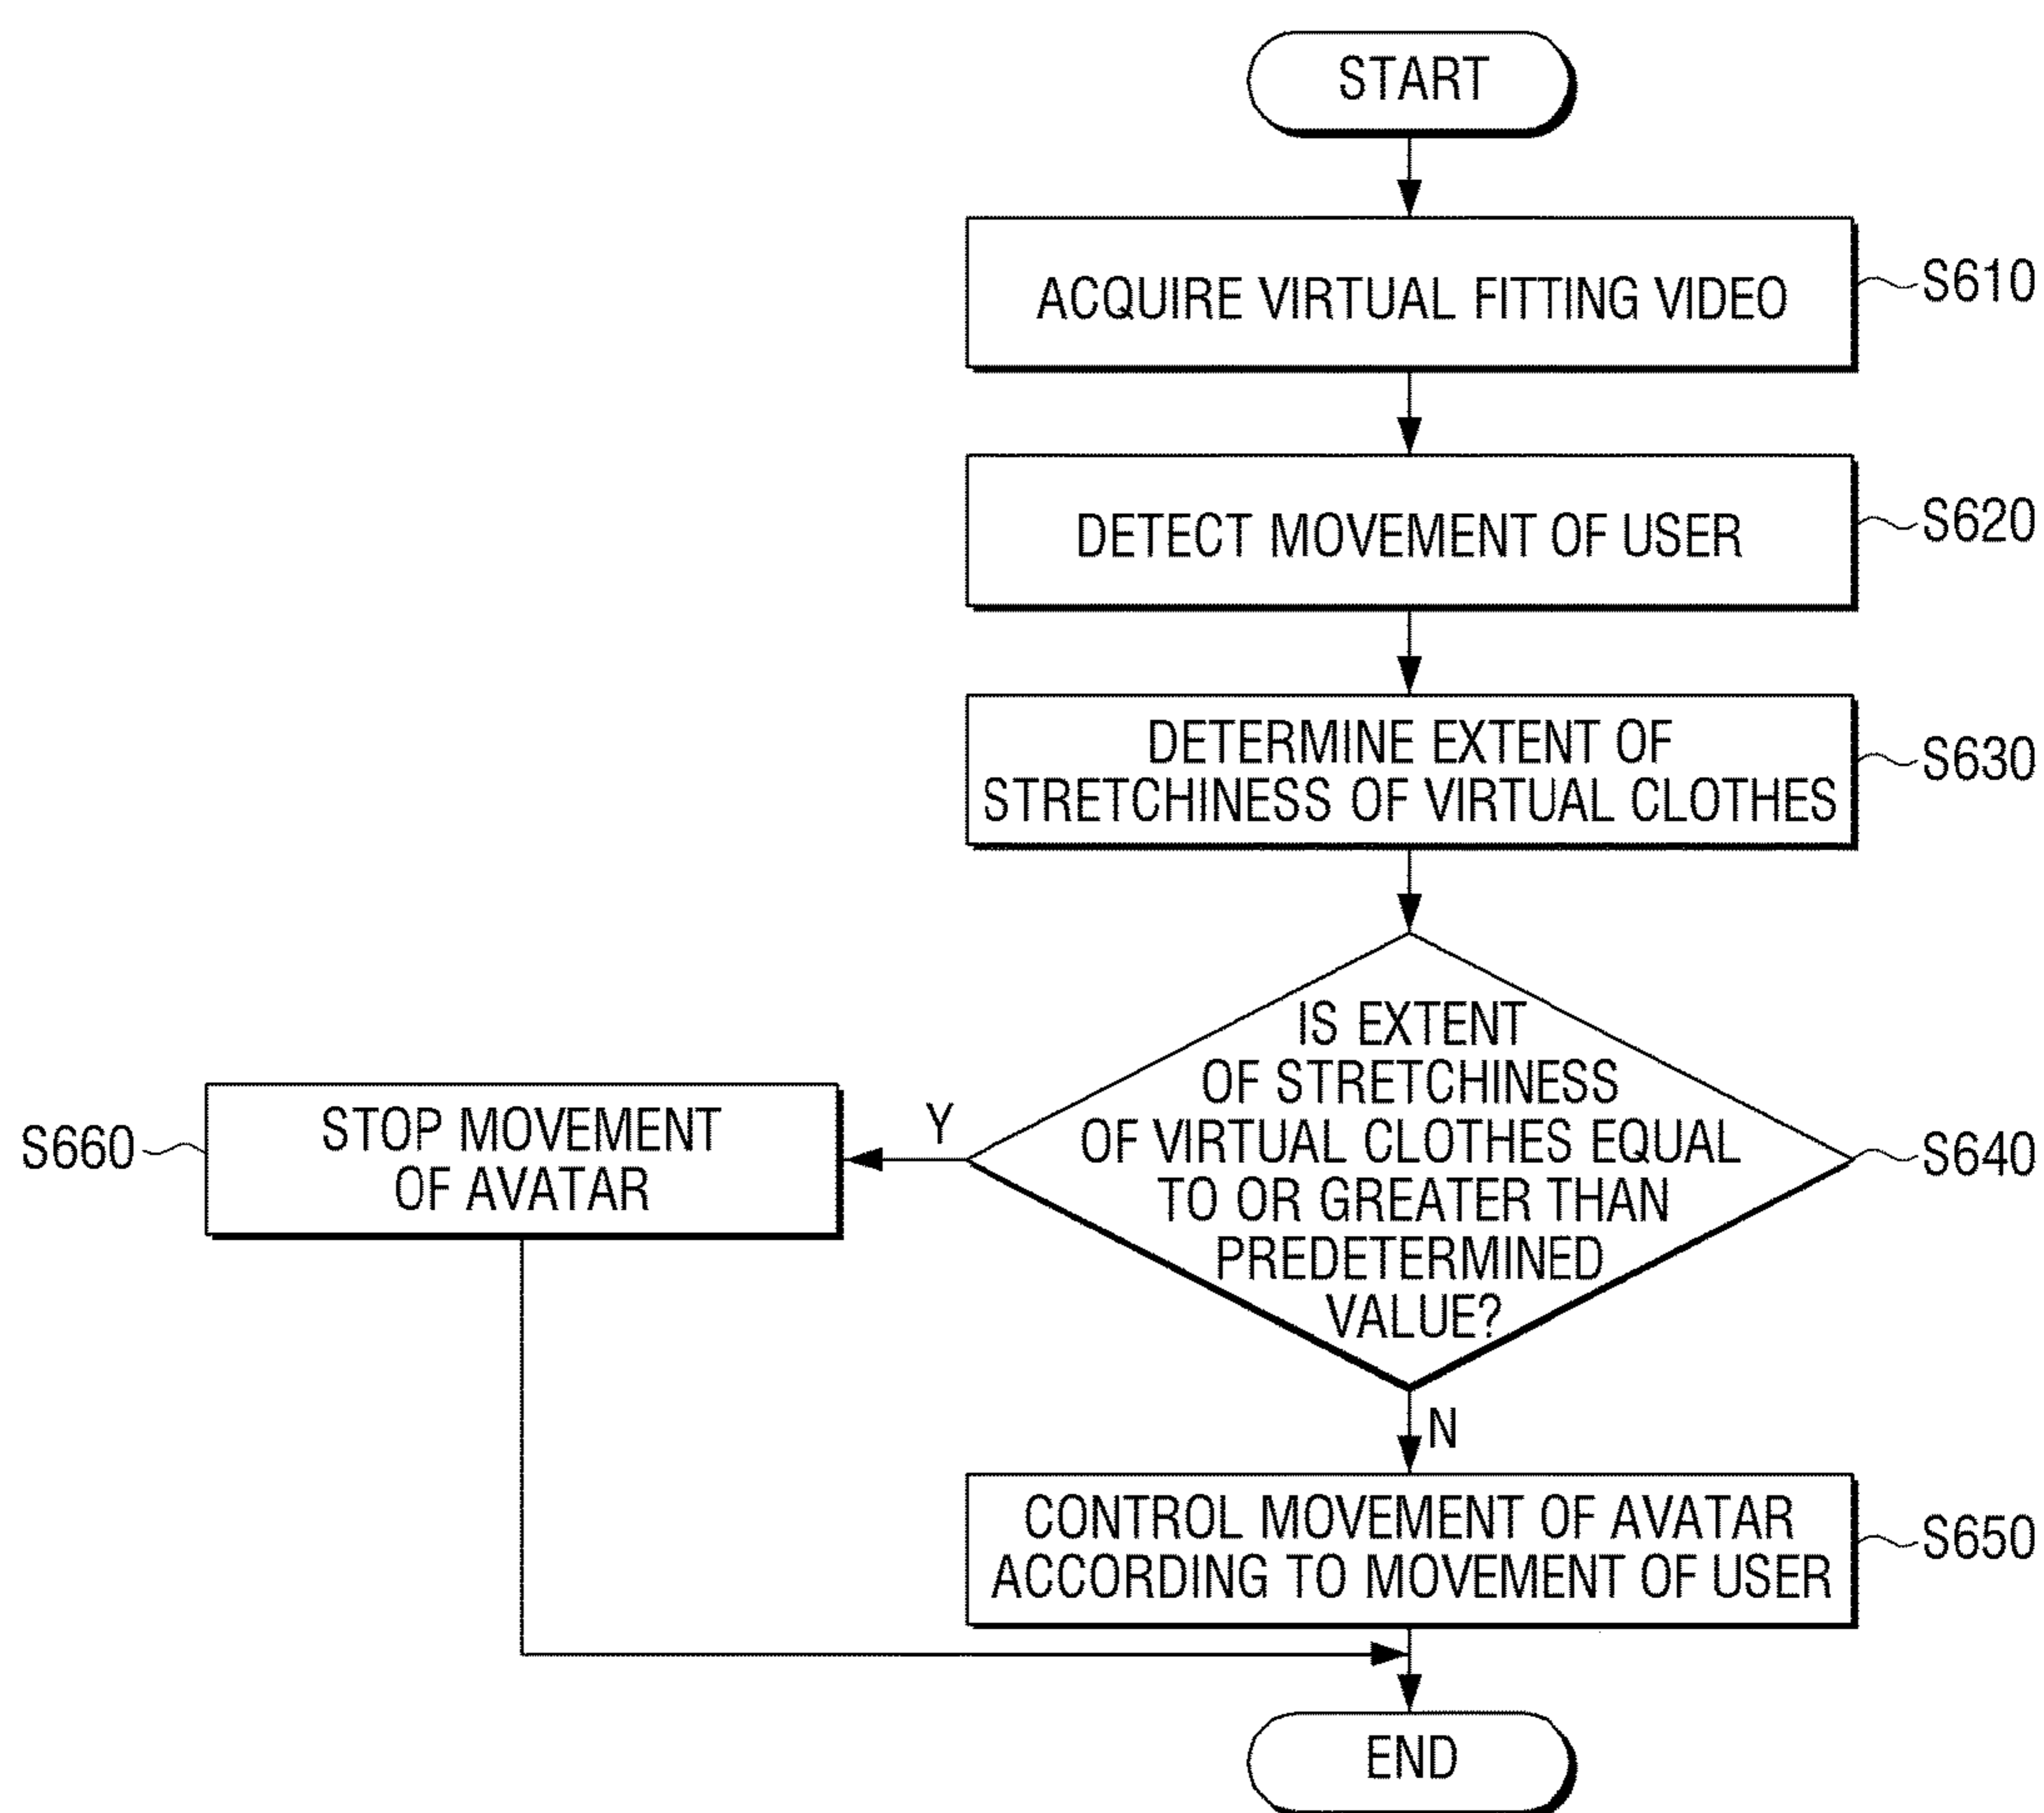 START
ACQUIRE VIRTUAL FITTING VIDEO
S610
DETECT MOVEMENT OF USER
S620
DETERMINE EXTENT OF
STRETCHINESS OF VIRTUAL CLOTHES
S630
IS EXTENT
OF STRETCHINESS
OF VIRTUAL CLOTHES EQUAL
TO OR GREATER THAN
PREDETERMINED
VALUE?
S640
Y
STOP MOVEMENT
OF AVATAR
S660
N
CONTROL MOVEMENT OF AVATAR
ACCORDING TO MOVEMENT OF USER
S650
END